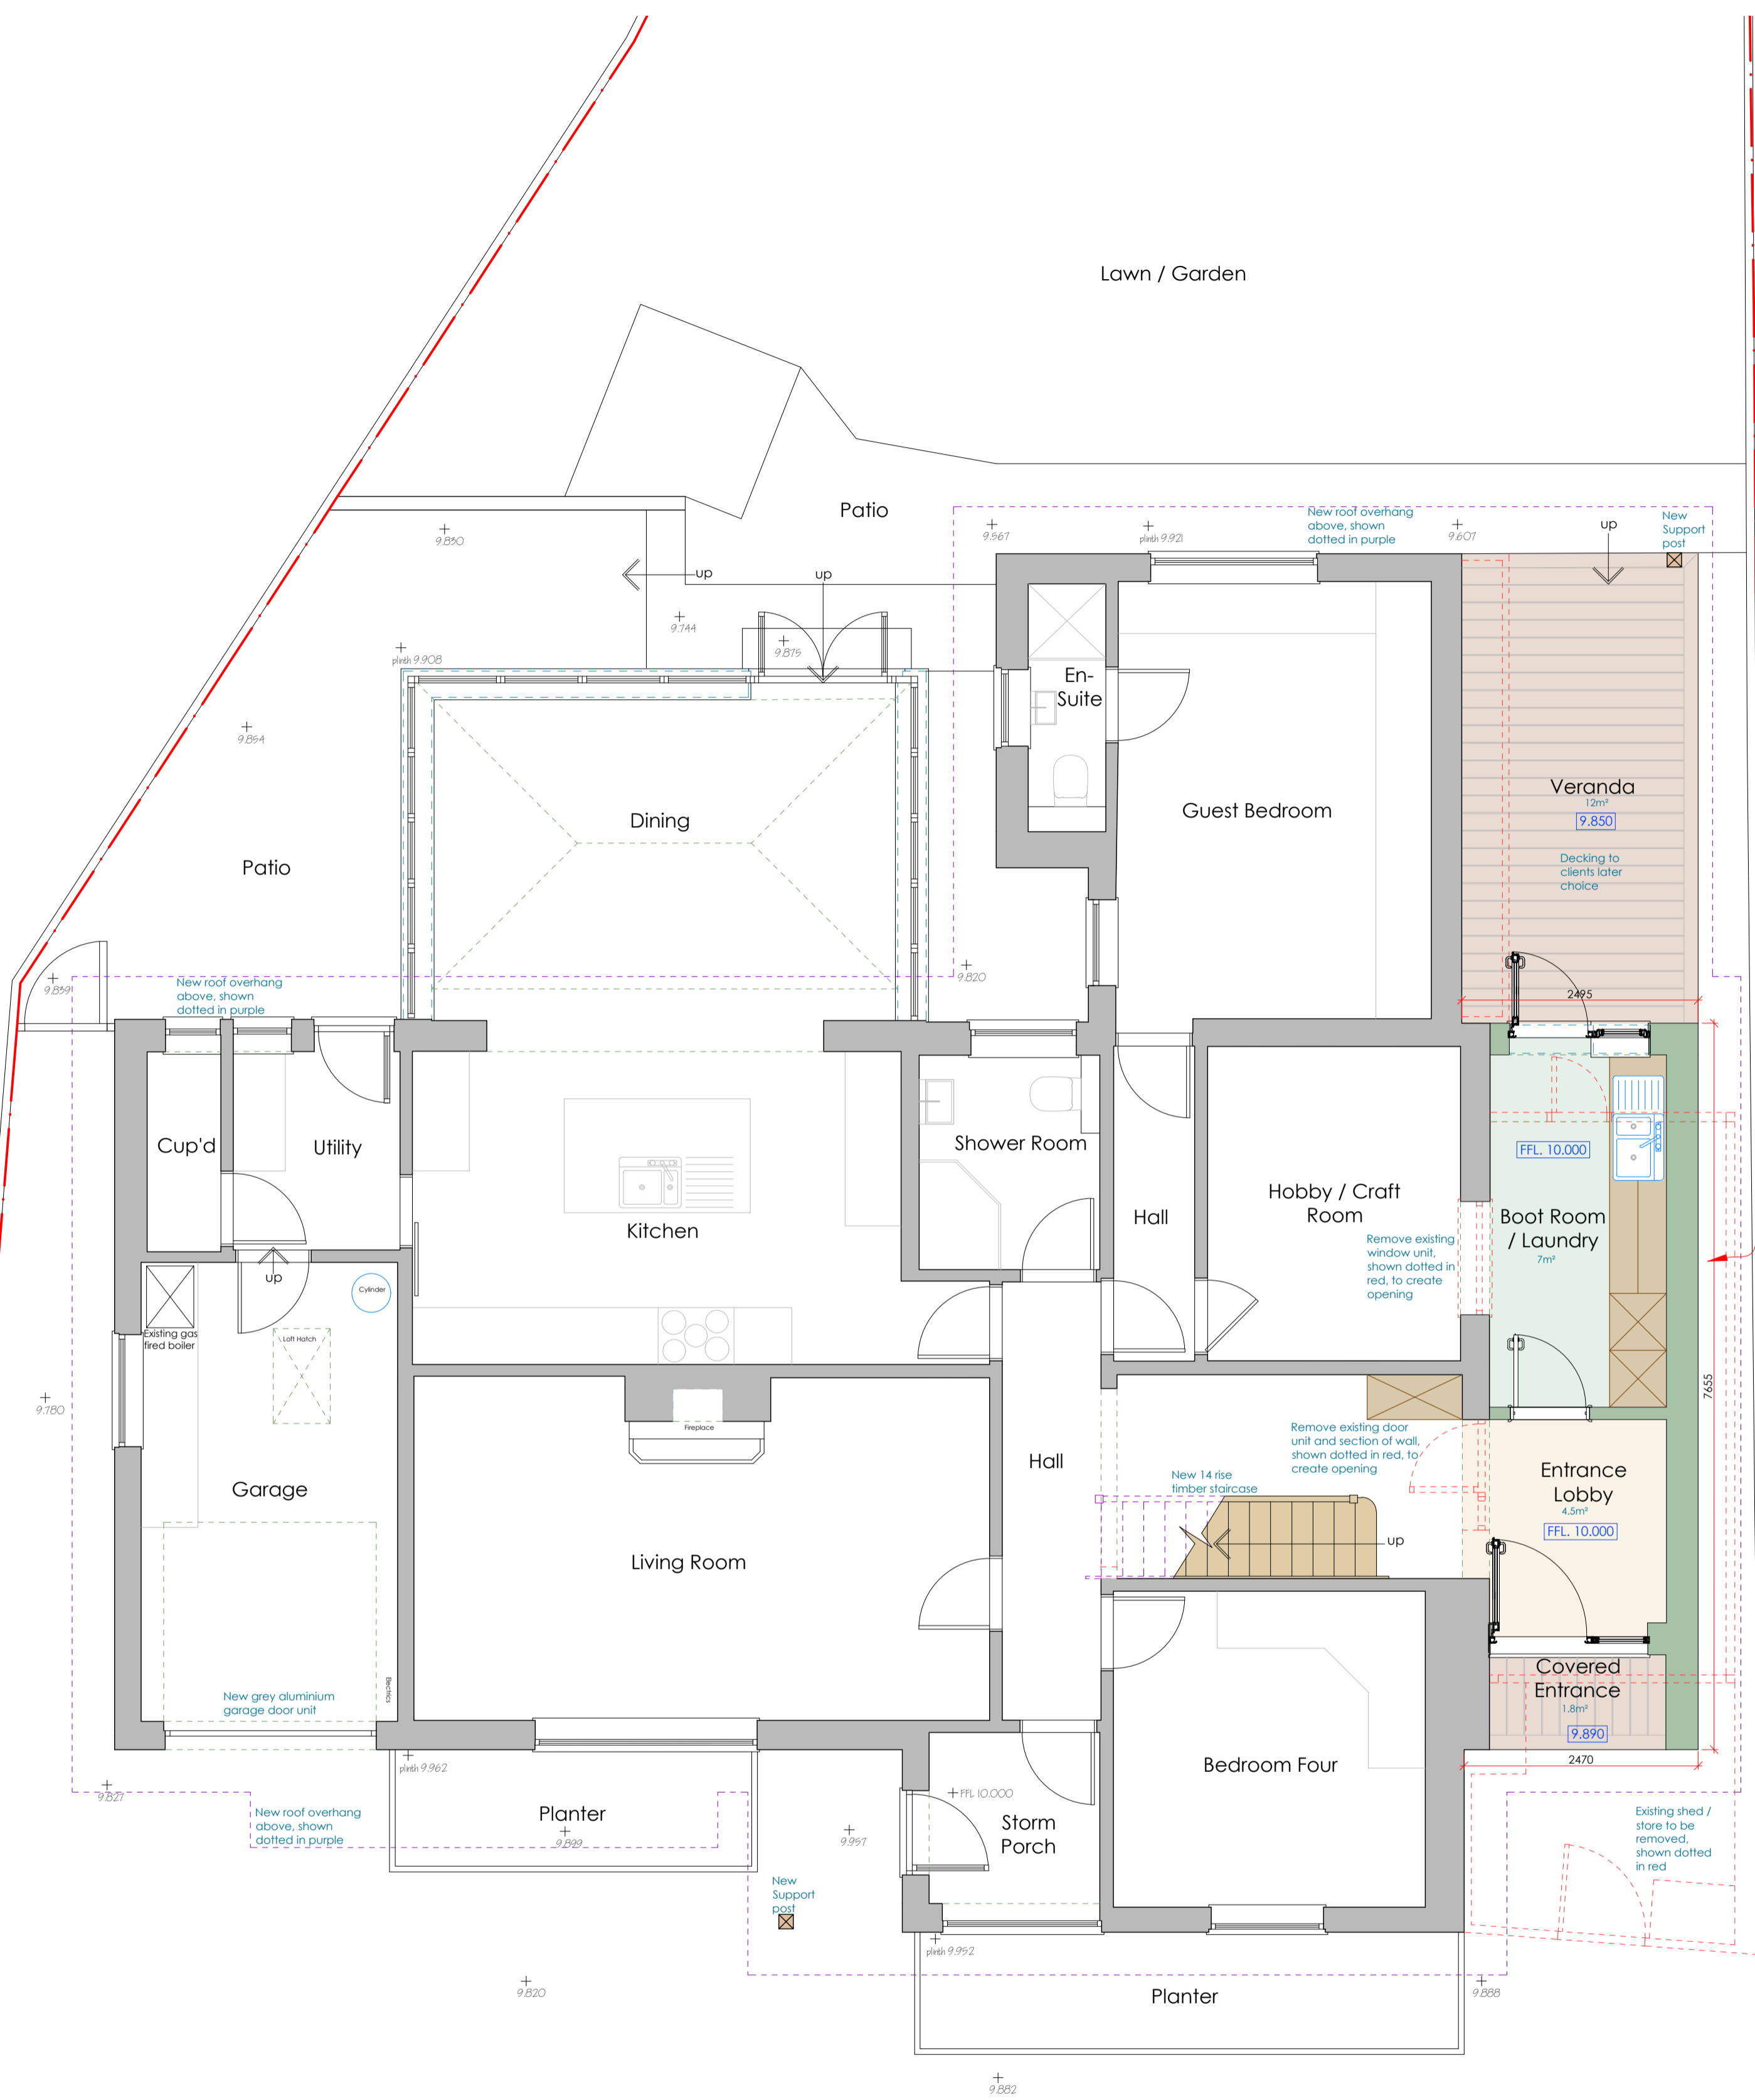 Lawn / Garden
Patio
New roof overhang
above, shown
dotted in purple
New
Support
post
9.830
9.567
plinth 9.921
9.607
up
up
up
9.744
9.875
plinth 9.908
En-
Suite
9.854
Dining
Guest Bedroom
Veranda
12m²
9.850
Decking to
clients later
choice
Patio
9.839
9.820
New roof overhang
above, shown
dotted in purple
2495
Cup'd
Utility
Shower Room
Kitchen
Hall
Hobby / Craft
Room
FFL. 10.000
Boot Room
/ Laundry
7m²
Remove existing
window unit,
shown dotted in
red, to create
opening
up
Cylinder
Existing gas
fired boiler
Loft Hatch
9.780
7655
Fireplace
Garage
Hall
Remove existing door
unit and section of wall,
shown dotted in red, to
create opening
New 14 rise
timber staircase
up
Entrance
Lobby
4.5m²
FFL. 10.000
Living Room
Electrics
New grey aluminium
garage door unit
Covered
Entrance
1.8m²
9.890
2470
plinth 9.962
Bedroom Four
9.827
New roof overhang
above, shown
dotted in purple
Planter
9.899
9.957
FFL 10.000
Storm
Porch
Existing shed /
store to be
removed,
shown dotted
in red
New
Support
post
plinth 9.952
9.820
Planter
9.888
9.882